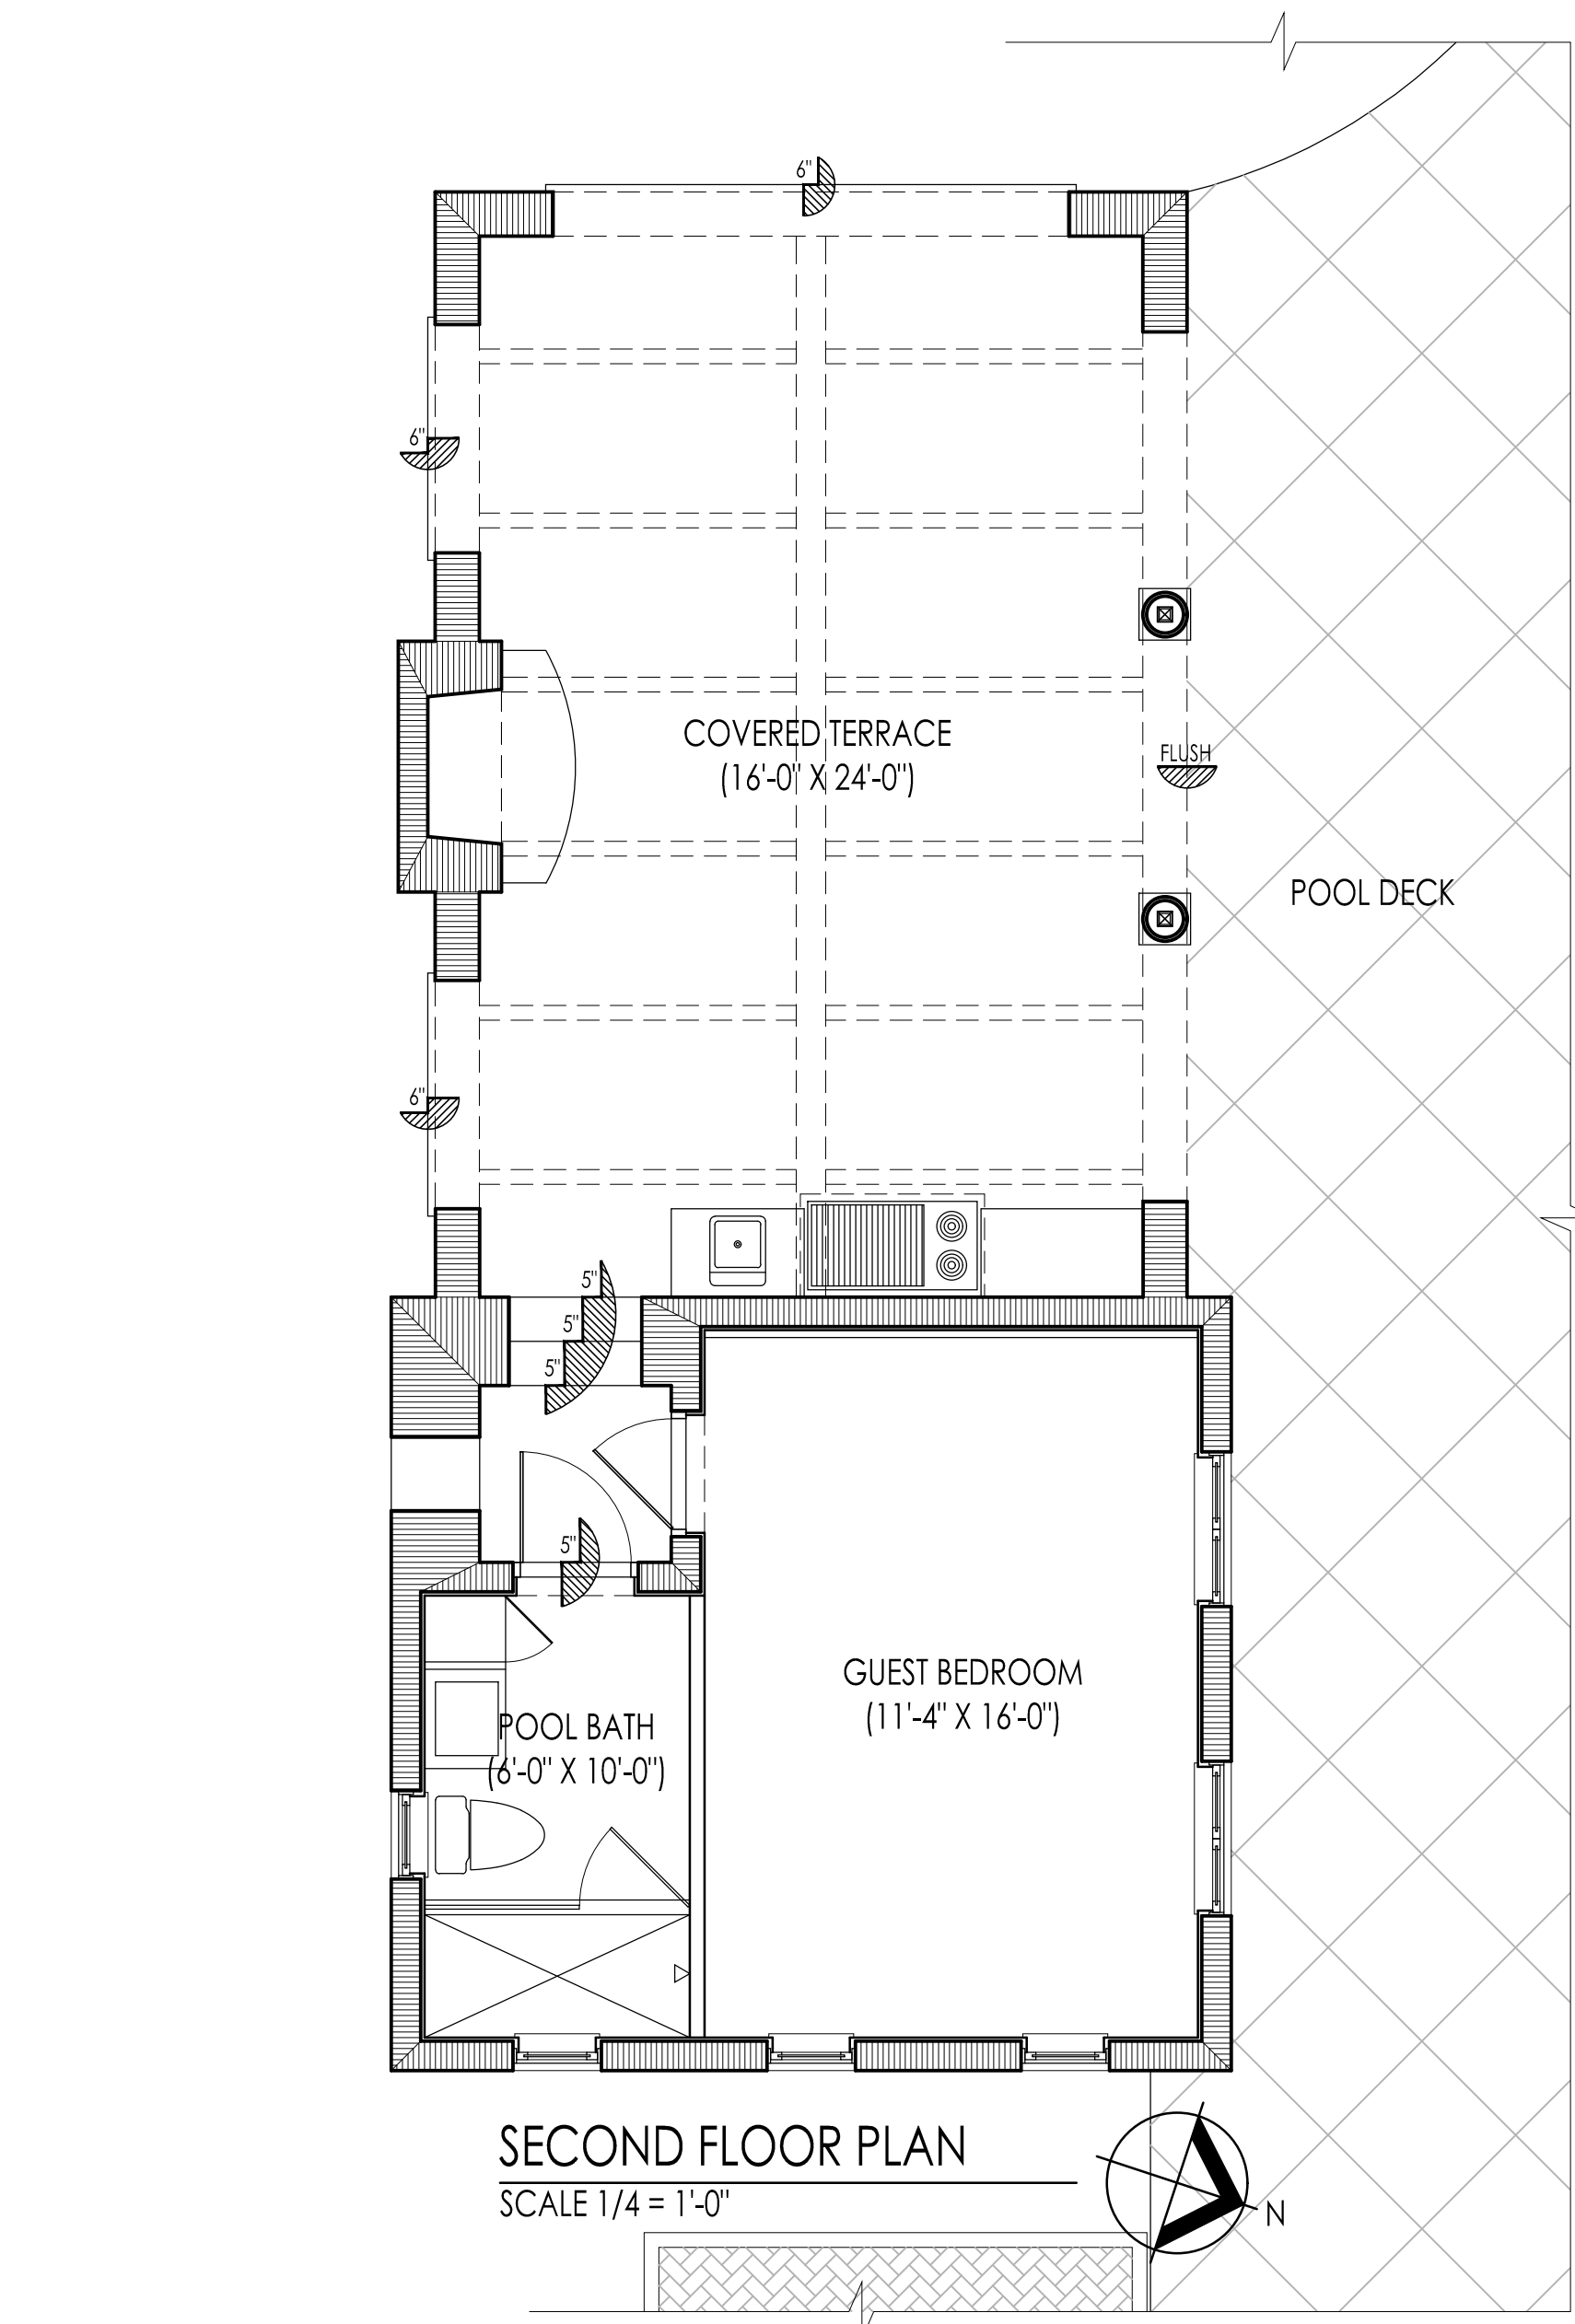 6"
6"
COVERED TERRACE
(16'-0" X 24'-0")
FLUSH
POOL DECK
6"
5"
5"
5"
5"
GUEST BEDROOM
(11'-4" X 16'-0")
POOL BATH
(6'-0" X 10'-0")
SECOND FLOOR PLAN
SCALE 1/4 = 1'-0"
N